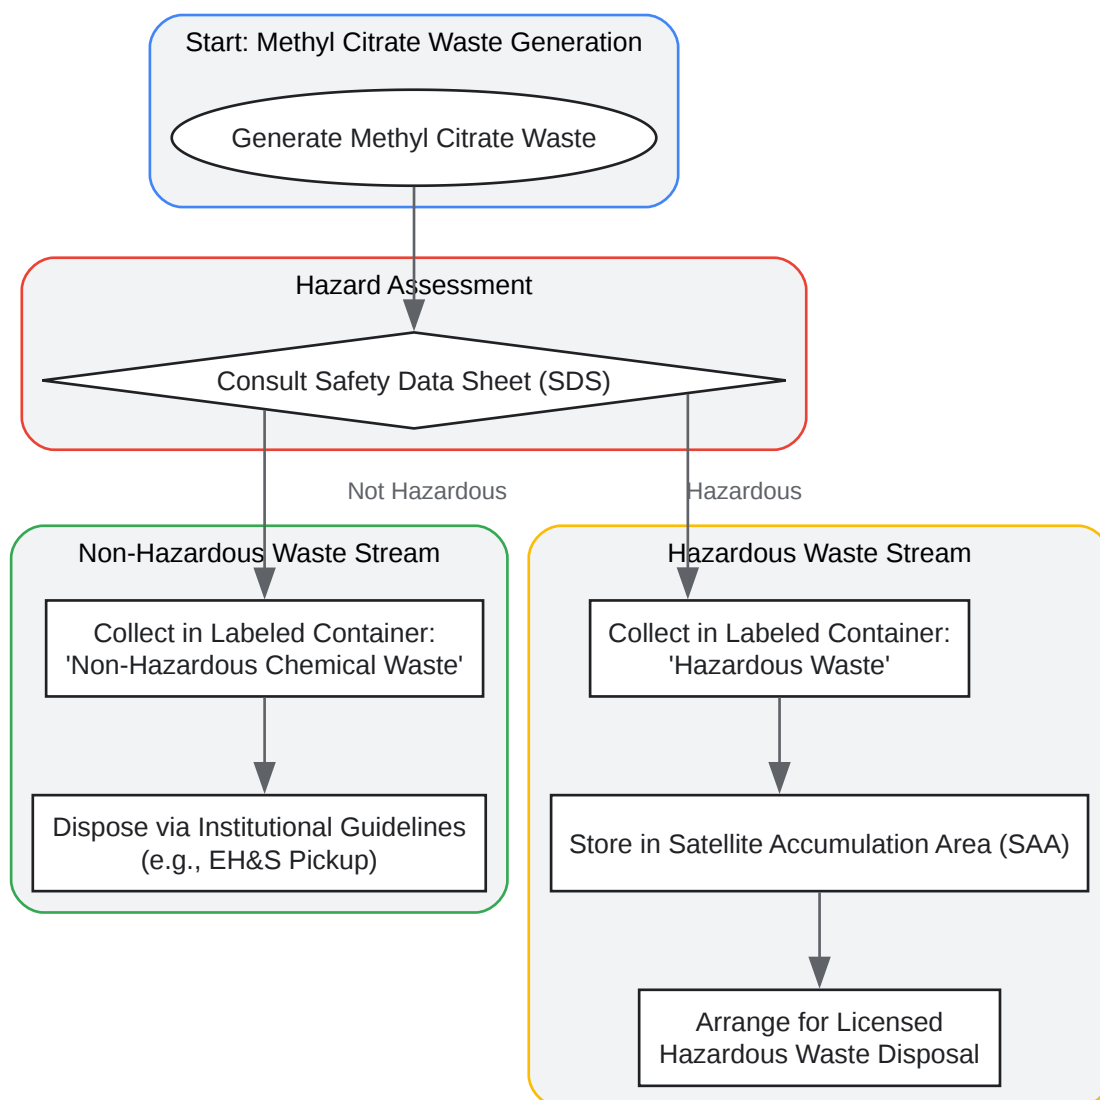 Start: Methyl Citrate Waste Generation
Generate Methyl Citrate Waste
Hazard Assessment
Consult Safety Data Sheet (SDS)
Not Hazardous
Hazardous
Non-Hazardous Waste Stream
Collect in Labeled Container:
'Non-Hazardous Chemical Waste'
Dispose via Institutional Guidelines
(e.g., EH&S Pickup)
Hazardous Waste Stream
Collect in Labeled Container:
'Hazardous Waste'
Store in Satellite Accumulation Area (SAA)
Arrange for Licensed
Hazardous Waste Disposal